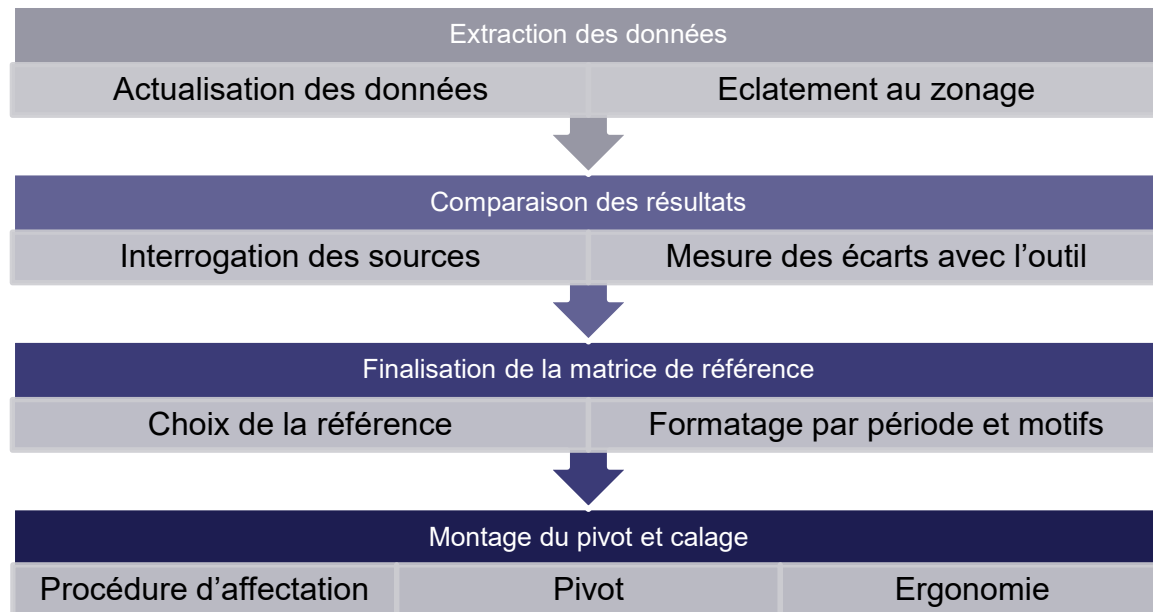 Extraction des données
Actualisation des données
Eclatement au zonage
Comparaison des résultats
Interrogation des sources
Mesure des écarts avec l’outil
Finalisation de la matrice de référence
Choix de la référence
Formatage par période et motifs
Montage du pivot et calage
Procédure d’affectation
Pivot
Ergonomie